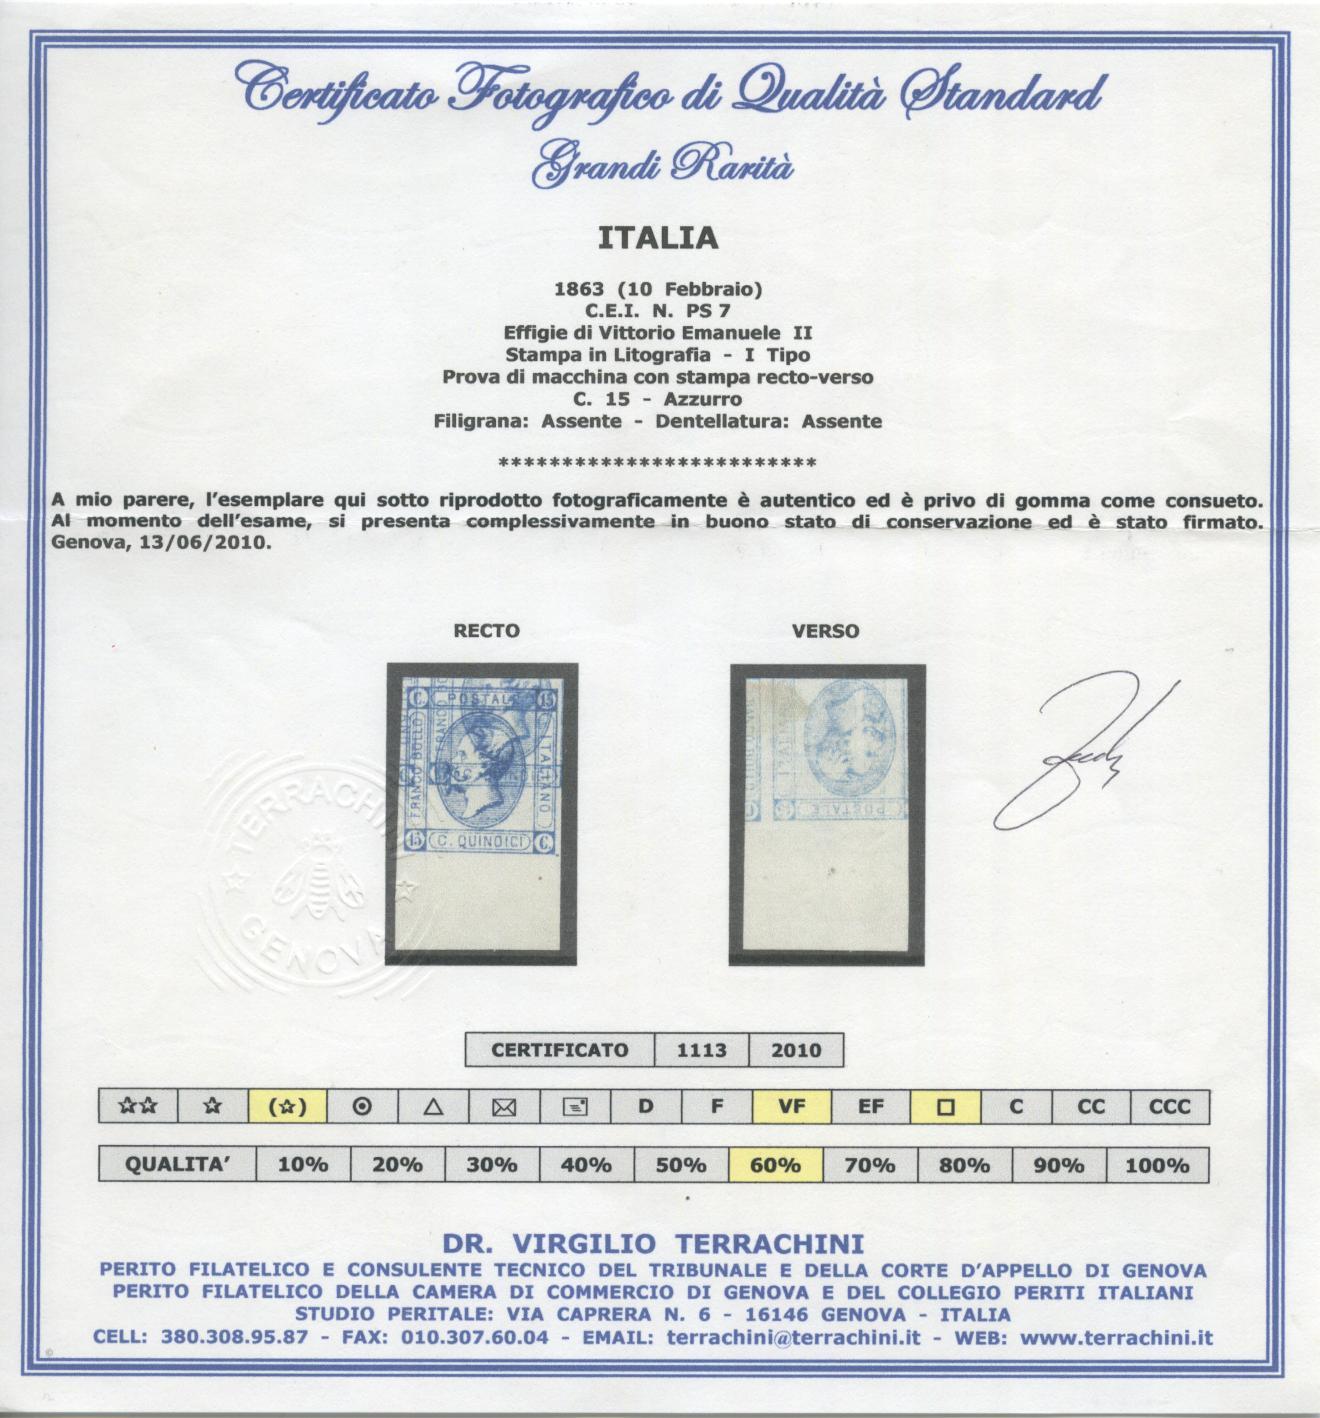 Certificato Fotografico di Qualità Standard
Grandi Rarità
ITALIA
1863 (10 Febbraio)
C.E.I. N. PS 7
Effigie di Vittorio Emanuele II
Stampa in Litografia - I Tipo
Prova di macchina con stampa recto-verso
C. 15 - Azzurro
Filigrana: Assente - Dentellatura: Assente
*************************
A mio parere, l'esemplare qui sotto riprodotto fotograficamente è autentico ed è privo di gomma come consueto.
Al momento dell'esame, si presenta complessivamente in buono stato di conservazione ed è stato firmato.
Genova, 13/06/2010.
RECTO VERSO
C. POSTALE 15
FRANCO BOLLO
ITALIANO
15 C. QUINDICI C.
POSTALE
TERRACHINI
GENOVA
CERTIFICATO 1113 2010
D F VF EF C CC CCC
QUALITA' 10% 20% 30% 40% 50% 60% 70% 80% 90% 100%
DR. VIRGILIO TERRACHINI
PERITO FILATELICO E CONSULENTE TECNICO DEL TRIBUNALE E DELLA CORTE D'APPELLO DI GENOVA
PERITO FILATELICO DELLA CAMERA DI COMMERCIO DI GENOVA E DEL COLLEGIO PERITI ITALIANI
STUDIO PERITALE: VIA CAPRERA N. 6 - 16146 GENOVA - ITALIA
CELL: 380.308.95.87 - FAX: 010.307.60.04 - EMAIL: terrachini@terrachini.it - WEB: www.terrachini.it